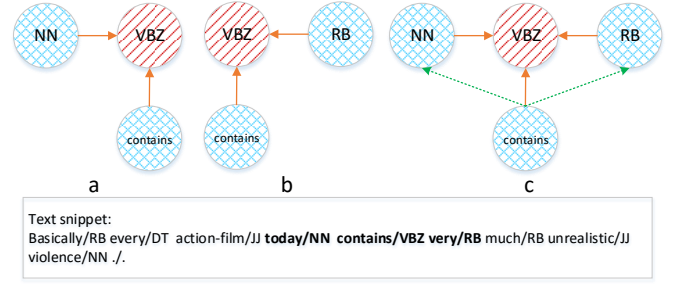 NN VBZ VBZ RB NN VBZ RB
contains contains contains
a b c
Text snippet:
Basically/RB every/DT action-film/JJ today/NN contains/VBZ very/RB much/RB unrealistic/JJ
violence/NN ./.